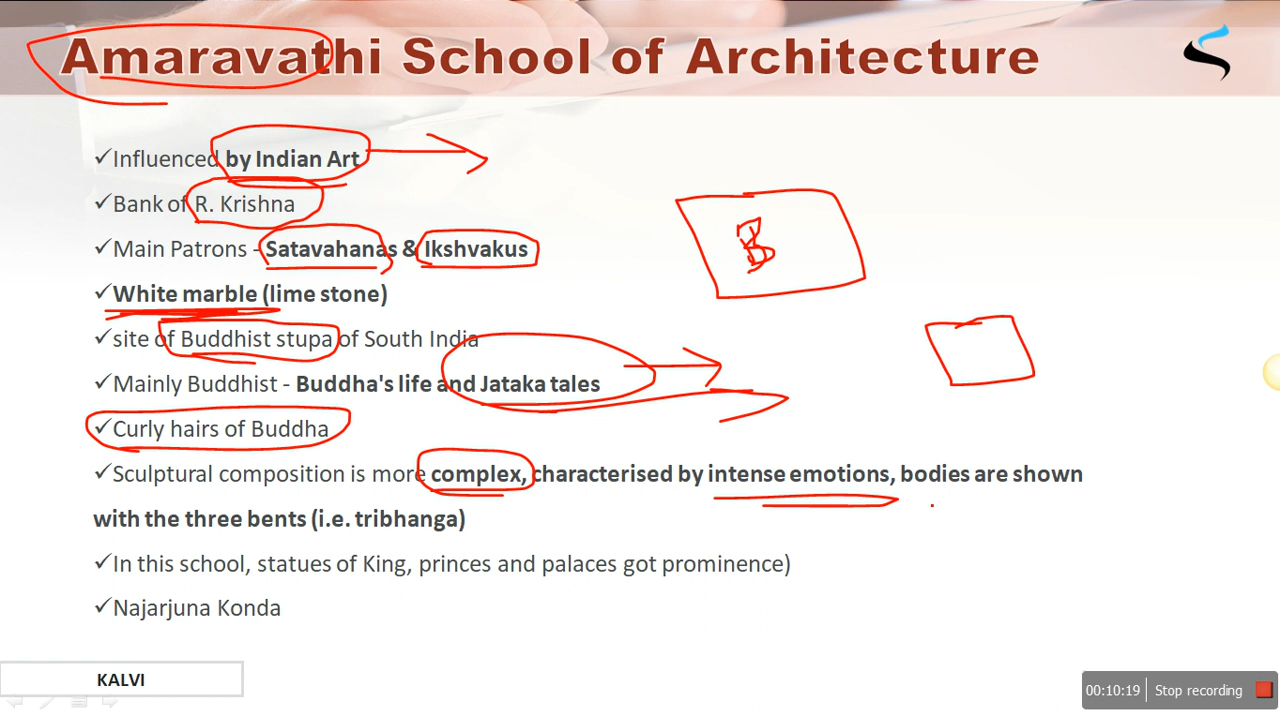 Amaravathi School of Architecture
✓Influenced by Indian Art
✓Bank of R. Krishna
✓Main Patrons - Satavahanas & Ikshvakus
✓White marble (lime stone)
✓site of Buddhist stupa of South India
✓Mainly Buddhist - Buddha's life and Jataka tales
✓Curly hairs of Buddha
✓Sculptural composition is more complex, characterised by intense emotions, bodies are shown
with the three bents (i.e. tribhanga)
✓In this school, statues of King, princes and palaces got prominence)
✓Najarjuna Konda
B
KALVI
00:10:19 Stop recording